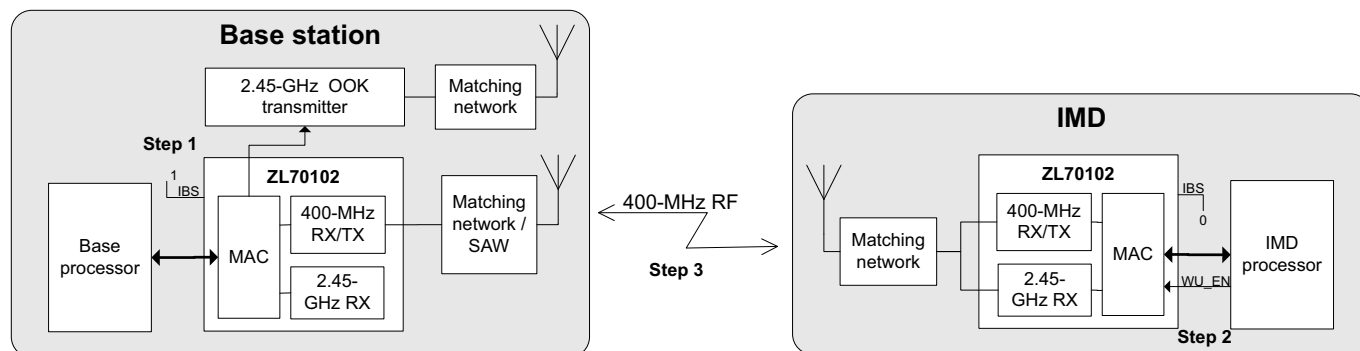 Base station
2.45-GHz OOK
transmitter
Matching
network
Step 1
1
IBS
ZL70102
Base
processor
MAC
400-MHz
RX/TX
2.45-
GHz RX
Matching
network /
SAW
400-MHz RF
Step 3
IMD
Matching
network
ZL70102
400-MHz
RX/TX
2.45-
GHz RX
MAC
IBS
0
WU_EN
IMD
processor
Step 2